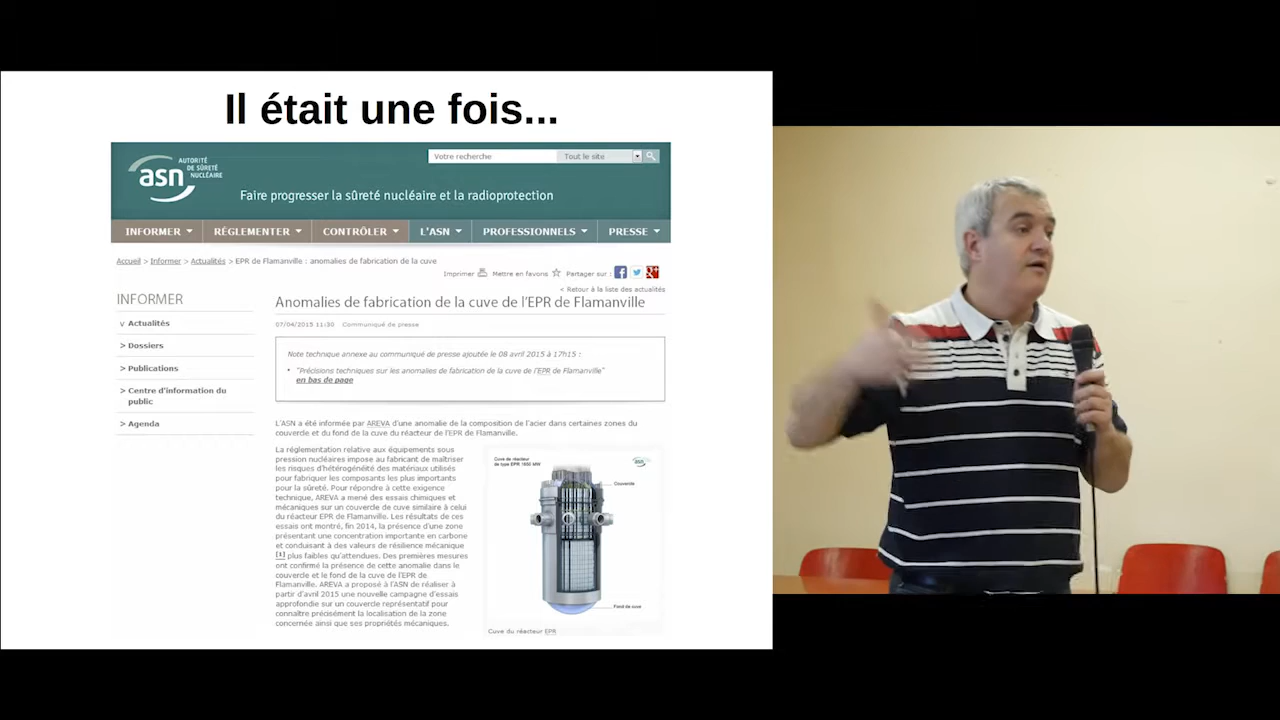 Il était une fois...
asn
AUTORITÉ
DE SÛRETÉ
NUCLÉAIRE
Votre recherche
Tout le site
Faire progresser la sûreté nucléaire et la radioprotection
INFORMER
RÉGLEMENTER
CONTRÔLER
L'ASN
PROFESSIONNELS
PRESSE
Accueil > Informer > Actualités > EPR de Flamanville : anomalies de fabrication de la cuve
Imprimer
Mettre en favoris
Partager sur :
< Retour à la liste des actualités
INFORMER
v Actualités
> Dossiers
> Publications
> Centre d'information du
public
> Agenda
Anomalies de fabrication de la cuve de l'EPR de Flamanville
07/04/2015 11:30 Communiqué de presse
Note technique annexe au communiqué de presse ajoutée le 08 avril 2015 à 17h15 :
• "Précisions techniques sur les anomalies de fabrication de la cuve de l'EPR de Flamanville"
en bas de page
L'ASN a été informée par AREVA d'une anomalie de la composition de l'acier dans certaines zones du
couvercle et du fond de la cuve du réacteur de l'EPR de Flamanville.
La réglementation relative aux équipements sous
pression nucléaires impose au fabricant de maîtriser
les risques d'hétérogénéité des matériaux utilisés
pour fabriquer les composants les plus importants
pour la sûreté. Pour répondre à cette exigence
technique, AREVA a mené des essais chimiques et
mécaniques sur un couvercle de cuve similaire à celui
du réacteur EPR de Flamanville. Les résultats de ces
essais ont montré, fin 2014, la présence d'une zone
présentant une concentration importante en carbone
et conduisant à des valeurs de résilience mécanique
[1] plus faibles qu'attendues. Des premières mesures
ont confirmé la présence de cette anomalie dans le
couvercle et le fond de la cuve de l'EPR de
Flamanville. AREVA a proposé à l'ASN de réaliser à
partir d'avril 2015 une nouvelle campagne d'essais
approfondie sur un couvercle représentatif pour
connaître précisément la localisation de la zone
concernée ainsi que ses propriétés mécaniques.
Cuve de réacteur
de type EPR 1650 MW
asn
Couvercle
Fond de cuve
Cuve du réacteur EPR